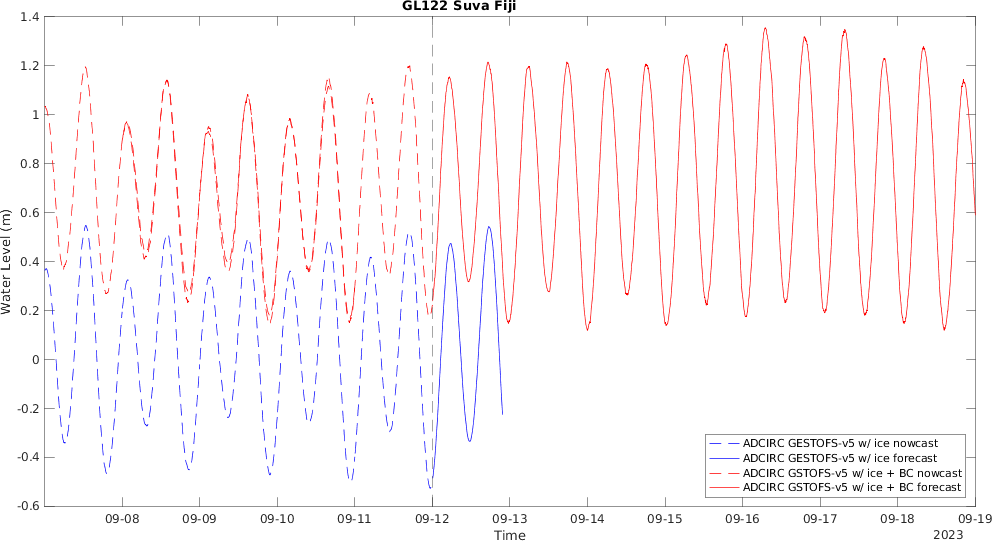 GL122 Suva Fiji
1.4
1.2
1
0.8
0.6
0.4
0.2
0
-0.2
-0.4
-0.6
Water Level (m)
ADCIRC GESTOFS-v5 w/ ice nowcast
ADCIRC GESTOFS-v5 w/ ice forecast
ADCIRC GSTOFS-v5 w/ ice + BC nowcast
ADCIRC GSTOFS-v5 w/ ice + BC forecast
09-08 09-09 09-10 09-11 09-12 09-13 09-14 09-15 09-16 09-17 09-18 09-19
Time
2023